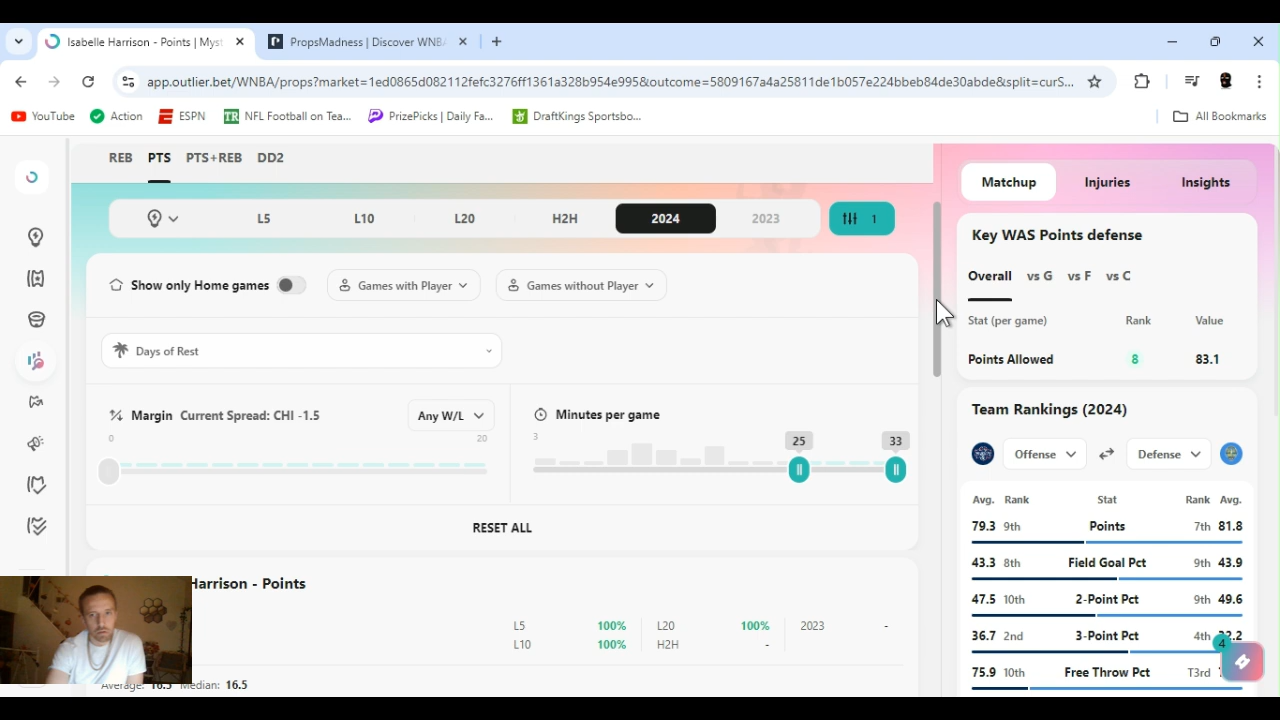 Isabelle Harrison - Points | Mys
PropsMadness | Discover WNB
app.outlier.bet/WNBA/props?market=1ed0865d082112fefc3276ff1361a328b954e995&outcome=5809167a4a25811de1b057e224bbeb84de30abde&split=curS...
YouTube
Action
ESPN
NFL Football on Tea...
PrizePicks | Daily Fa...
DraftKings Sportsbo...
All Bookmarks
REB PTS PTS+REB DD2
L5 L10 L20 H2H 2024 2023 1
Show only Home games
Games with Player
Games without Player
Days of Rest
Margin Current Spread: CHI -1.5
Any W/L
0 20
Minutes per game
3
25 33
RESET ALL
Harrison - Points
L5 100% L20 100% 2023 -
L10 100% H2H -
Average: 16.5 Median: 16.5
Matchup Injuries Insights
Key WAS Points defense
Overall vs G vs F vs C
Stat (per game) Rank Value
Points Allowed 8 83.1
Team Rankings (2024)
Offense Defense
Avg. Rank Stat Rank Avg.
79.3 9th Points 7th 81.8
43.3 8th Field Goal Pct 9th 43.9
47.5 10th 2-Point Pct 9th 49.6
36.7 2nd 3-Point Pct 4th
4
75.9 10th Free Throw Pct T3rd